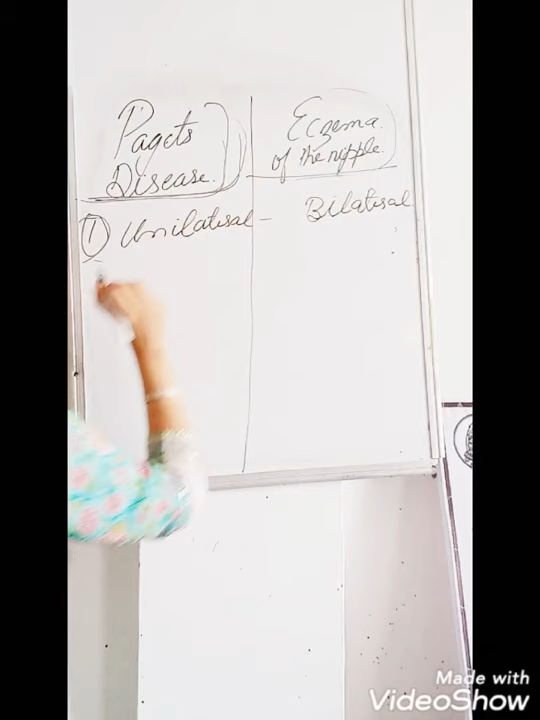 Pagets
Disease.
Eczema.
of the nipple.
① Unilateral – Bilateral
Made with
VideoShow